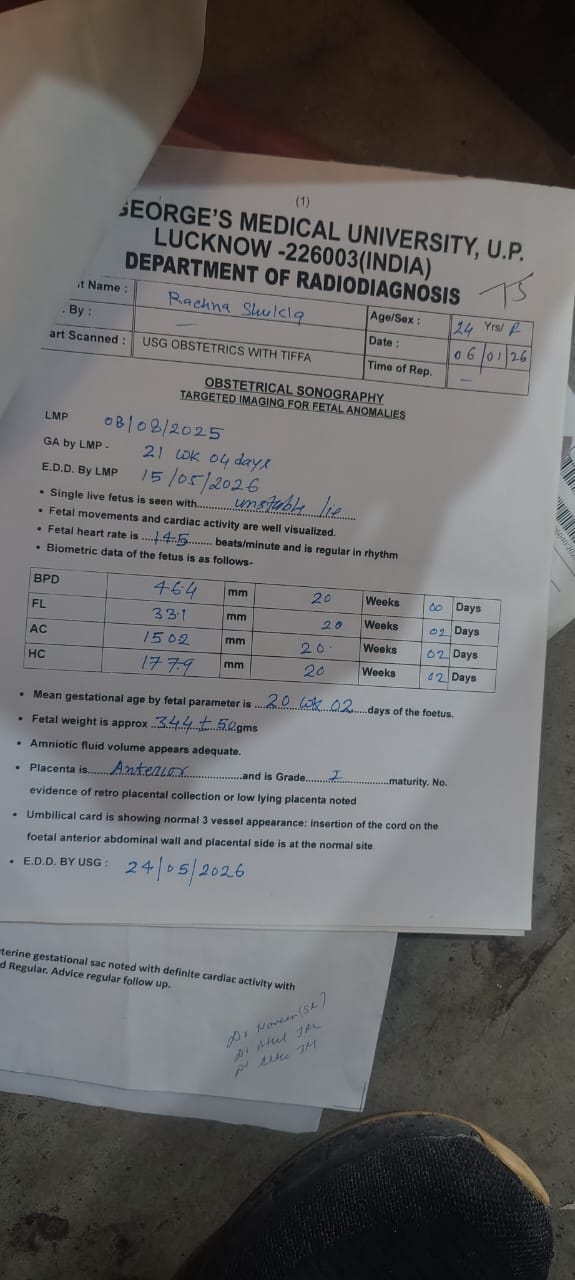 (1)
GEORGE'S MEDICAL UNIVERSITY, U.P.
LUCKNOW -226003(INDIA)
DEPARTMENT OF RADIODIAGNOSIS
t Name : Rachna Shukla Age/Sex : 24 Yrs/ F
. By : — Date : 06/01/26
art Scanned : USG OBSTETRICS WITH TIFFA Time of Rep. —
OBSTETRICAL SONOGRAPHY
TARGETED IMAGING FOR FETAL ANOMALIES
LMP 08/08/2025
GA by LMP - 21 wk 04 days
E.D.D. By LMP 15/05/2026
• Single live fetus is seen with..........unstable lie
• Fetal movements and cardiac activity are well visualized.
• Fetal heart rate is ...145........ beats/minute and is regular in rhythm
• Biometric data of the fetus is as follows-
BPD 46.4 mm 20 Weeks 00 Days
FL 33.1 mm 20 Weeks 02 Days
AC 150.2 mm 20 Weeks 02 Days
HC 177.9 mm 20 Weeks 02 Days
• Mean gestational age by fetal parameter is ....20 wk 02.....days of the foetus.
• Fetal weight is approx ..344 ± 50gms
• Amniotic fluid volume appears adequate.
• Placenta is......Anterior..................and is Grade........I...............maturity. No.
evidence of retro placental collection or low lying placenta noted
• Umbilical card is showing normal 3 vessel appearance: insertion of the cord on the
foetal anterior abdominal wall and placental side is at the normal site.
• E.D.D. BY USG : 24/05/2026
terine gestational sac noted with definite cardiac activity with
d Regular. Advice regular follow up.
Dr Naveen (SR)